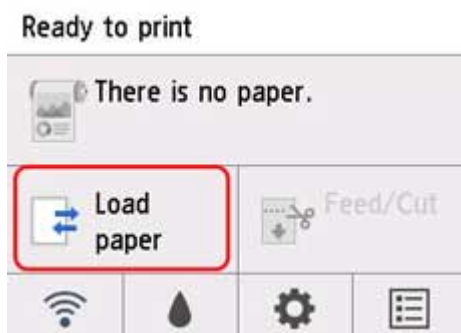 Ready to print
There is no paper.
Load
paper
Feed/Cut